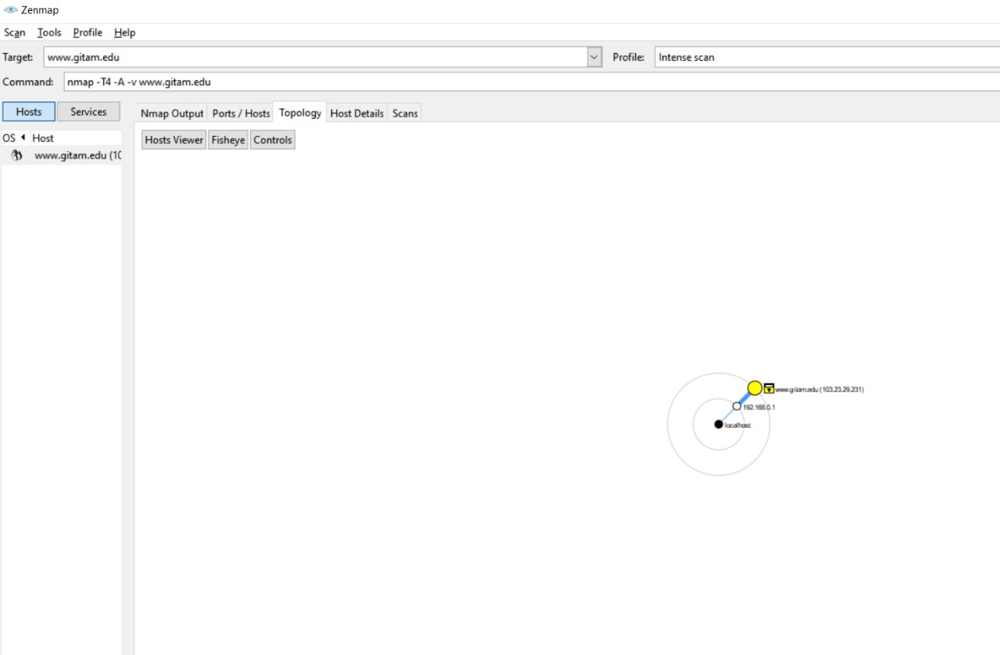 Zenmap
Scan Tools Profile Help
Target: www.gitam.edu Profile: Intense scan
Command: nmap -T4 -A -v www.gitam.edu
Hosts Services Nmap Output Ports / Hosts Topology Host Details Scans
OS Host Hosts Viewer Fisheye Controls
www.gitam.edu (10
www.gitam.edu (103.23.29.231)
192.168.0.1
localhost